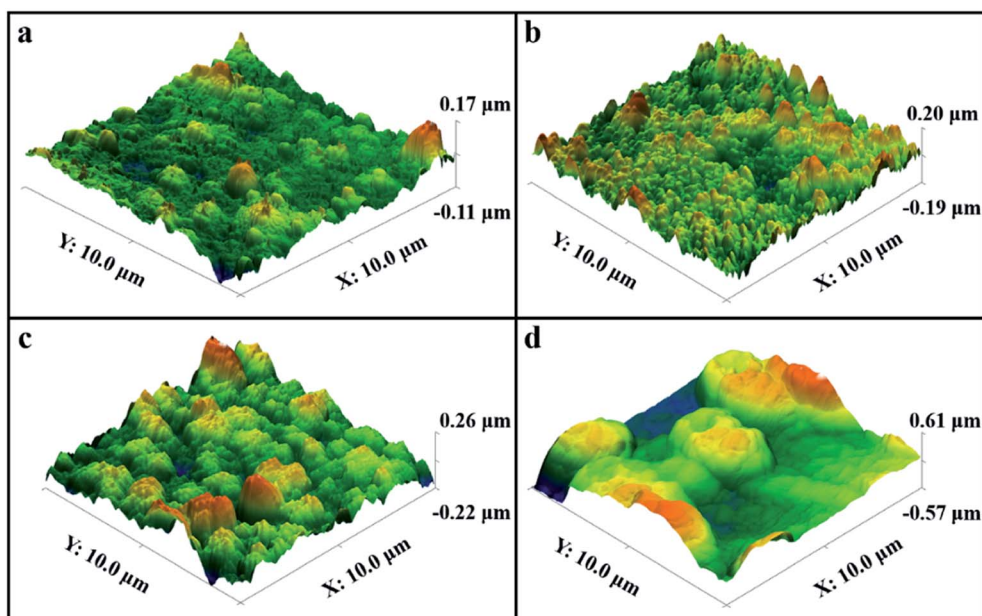 a
0.17 µm
-0.11 µm
Y: 10.0 µm
X: 10.0 µm
b
0.20 µm
-0.19 µm
Y: 10.0 µm
X: 10.0 µm
c
0.26 µm
-0.22 µm
Y: 10.0 µm
X: 10.0 µm
d
0.61 µm
-0.57 µm
Y: 10.0 µm
X: 10.0 µm